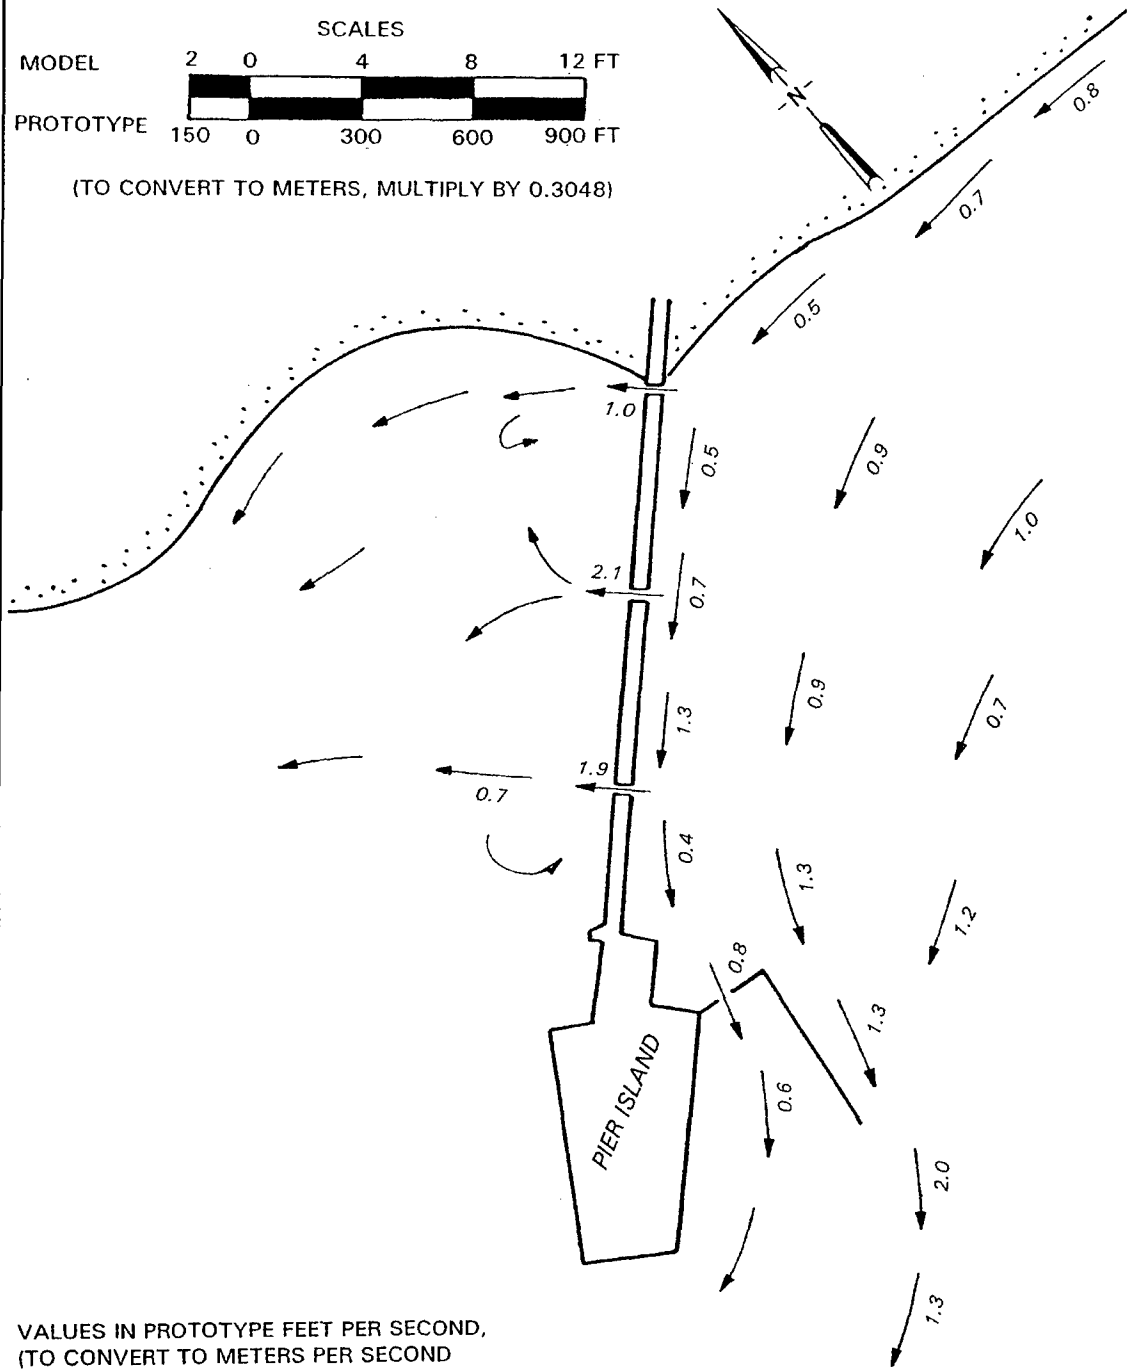 SCALES
MODEL 2 0 4 8 12 FT
PROTOTYPE 150 0 300 600 900 FT
(TO CONVERT TO METERS, MULTIPLY BY 0.3048)
N
0.8
0.7
0.5
1.0
0.5
0.9
1.0
2.1
0.7
0.9
0.7
1.3
1.9
0.7
0.4
1.3
1.2
0.8
1.3
PIER ISLAND
0.6
2.0
1.3
VALUES IN PROTOTYPE FEET PER SECOND,
(TO CONVERT TO METERS PER SECOND